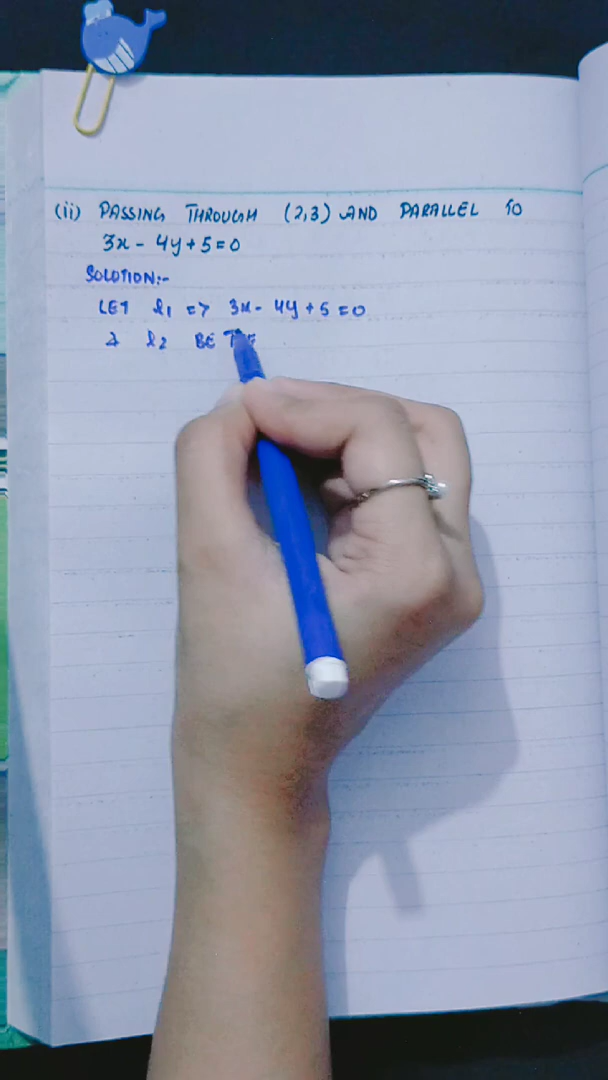 (ii) PASSING THROUGH (2,3) AND PARALLEL TO
3x - 4y + 5 = 0
SOLUTION:-
LET l₁ => 3x - 4y + 5 = 0
& l₂ BE THE